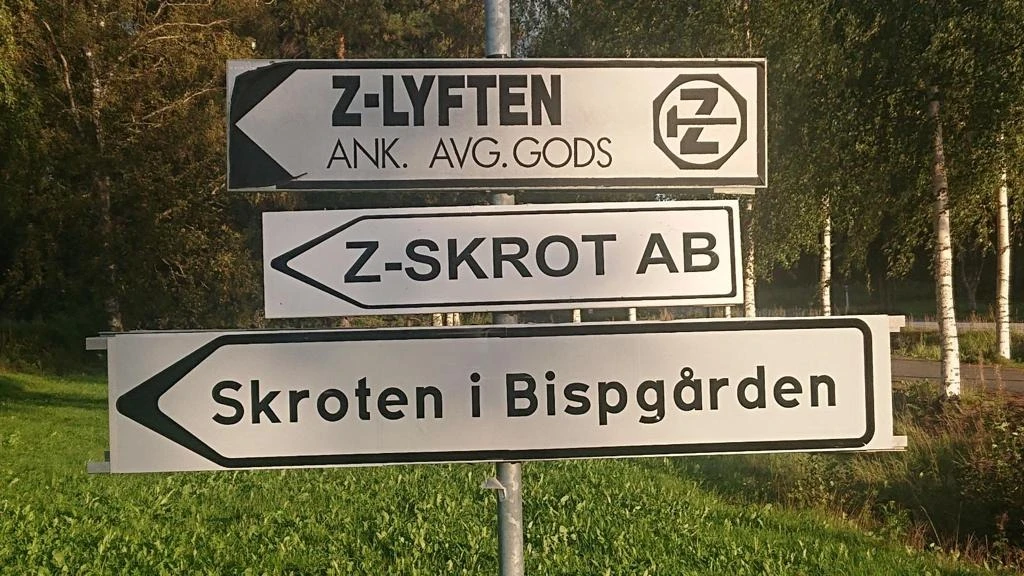 Z-LYFTEN
ANK. AVG. GODS
Z
Z-SKROT AB
Skroten i Bispgården